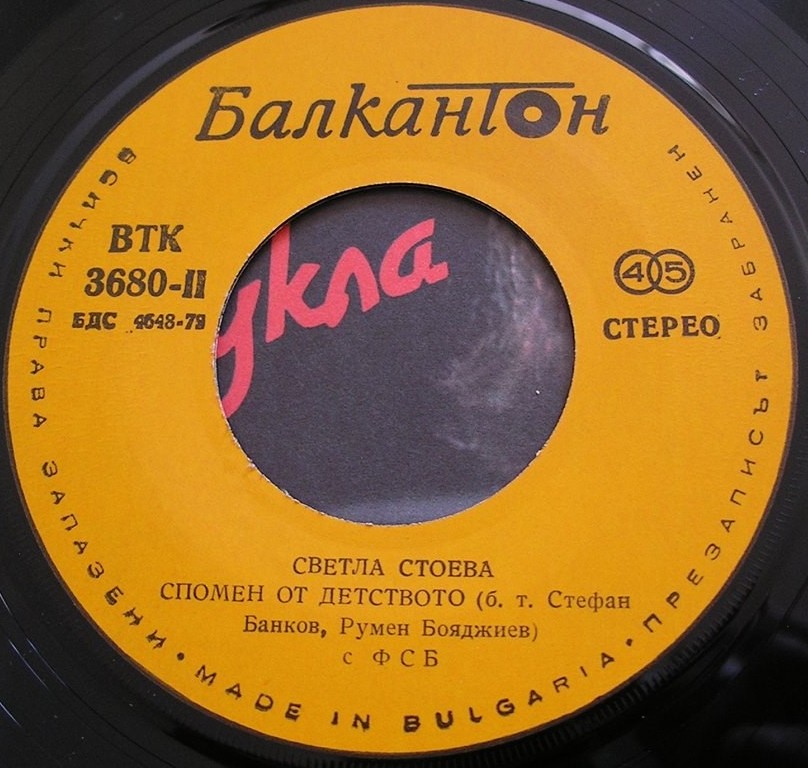 Балкантон
ВТК
3680-II
БДС 4648-79
45
СТЕРЕО
укла
СВЕТЛА СТОЕВА
СПОМЕН ОТ ДЕТСТВОТО (б. т. Стефан
Банков, Румен Бояджиев)
с ФСБ
ВСИЧКИ ПРАВА ЗАПАЗЕНИ • MADE IN BULGARIA • ПРЕЗАПИСЪТ ЗАБРАНЕН